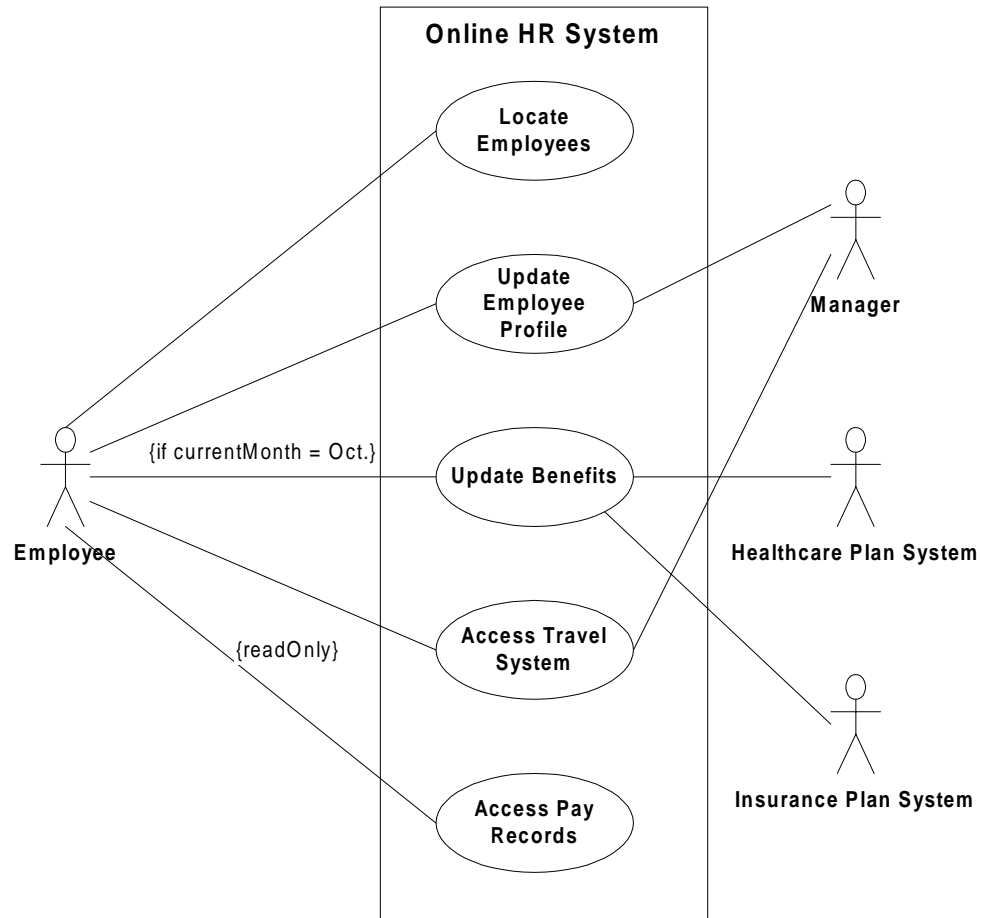 Online HR System
Locate
Employees
Update
Employee
Profile
Manager
{if currentMonth = Oct.}
Update Benefits
Employee
Healthcare Plan System
Access Travel
System
{readOnly}
Insurance Plan System
Access Pay
Records